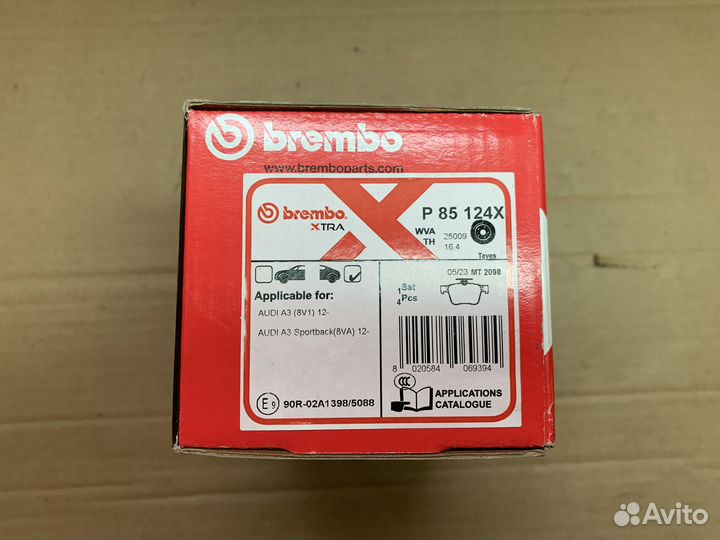 brembo
www.bremboparts.com
brembo.
XTRA
P 85 124X
WVA 25009
TH 16.4
Teves
05/23 MT 2098
1 Set
4 Pcs
Applicable for:
AUDI A3 (8V1) 12-
AUDI A3 Sportback(8VA) 12-
8 020584 069394
E9 90R-02A1398/5088
CCC
APPLICATIONS
CATALOGUE
Avito